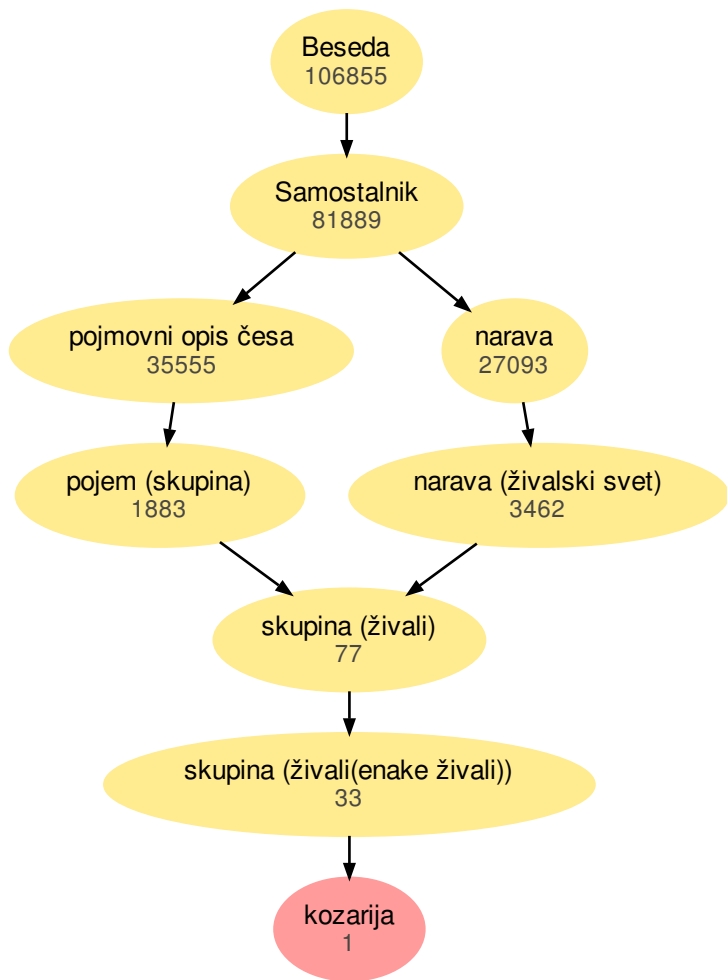 Beseda
106855
Samostalnik
81889
pojmovni opis česa
35555
narava
27093
pojem (skupina)
1883
narava (živalski svet)
3462
skupina (živali)
77
skupina (živali(enake živali))
33
kozarija
1